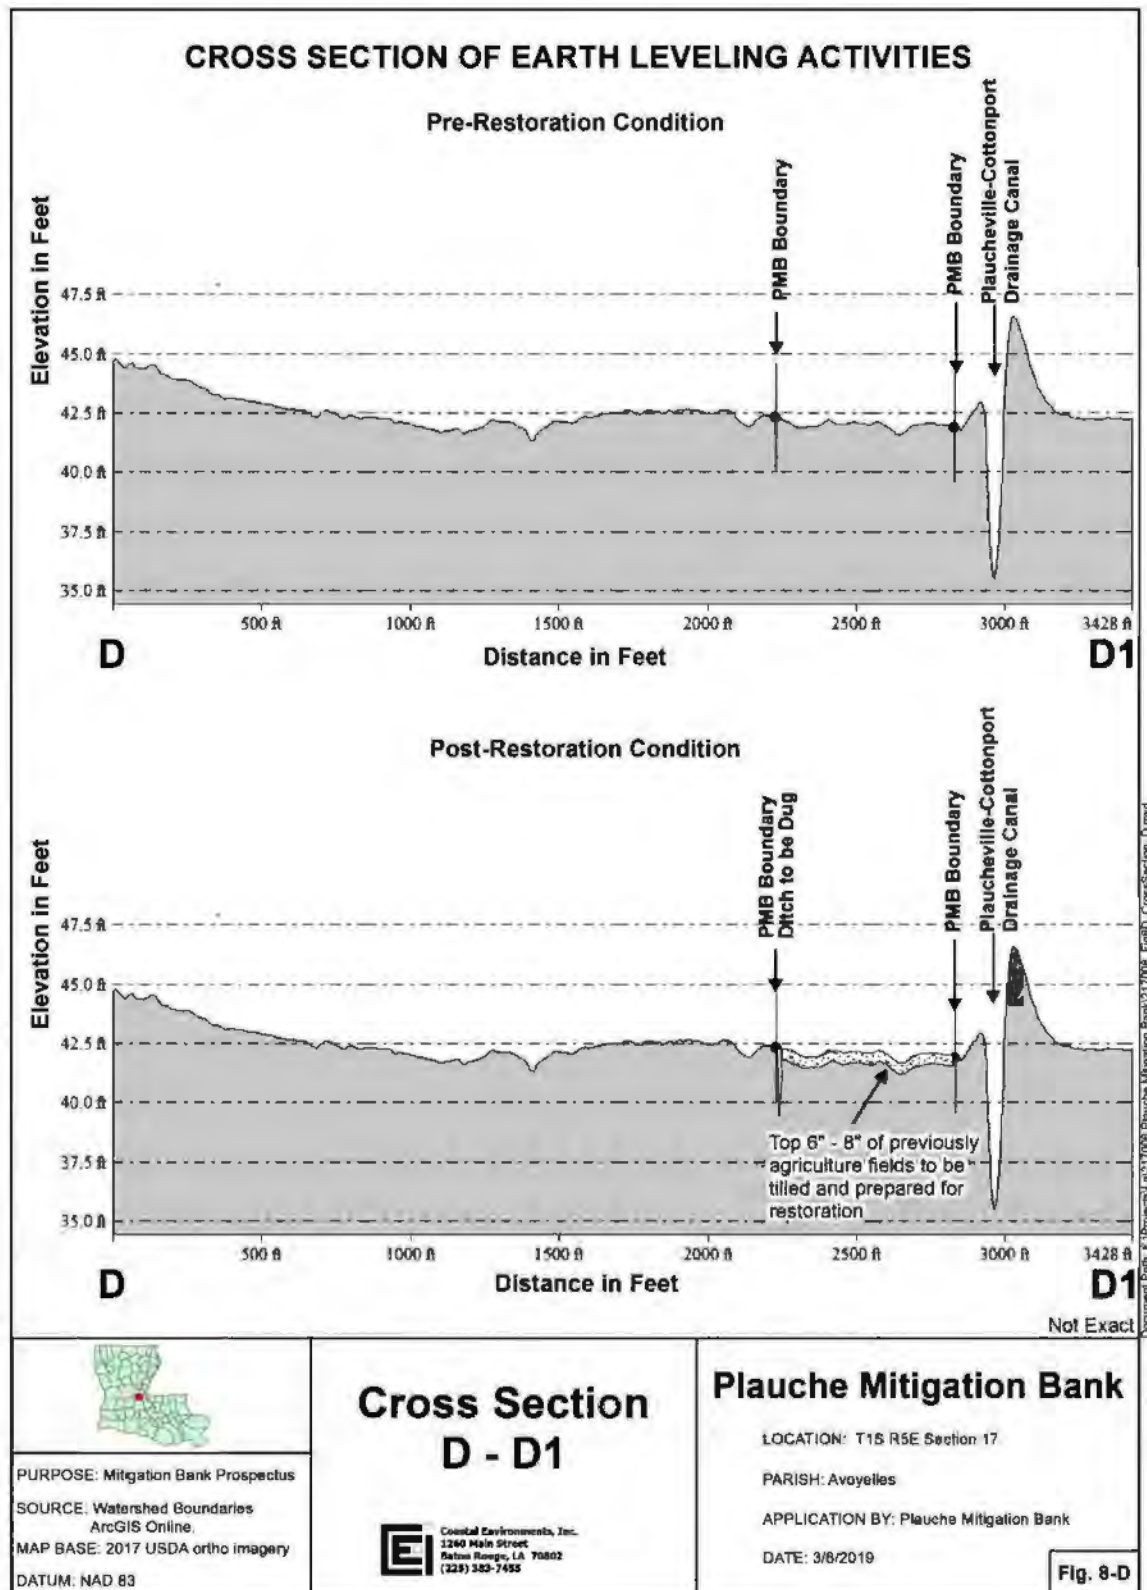 CROSS SECTION OF EARTH LEVELING ACTIVITIES
Pre-Restoration Condition
Elevation in Feet
PMB Boundary
PMB Boundary
Plaucheville-Cottonport
Drainage Canal
47.5 ft
45.0 ft
42.5 ft
40.0 ft
37.5 ft
35.0 ft
500 ft
1000 ft
1500 ft
2000 ft
2500 ft
3000 ft
3428 ft
D
Distance in Feet
D1
Post-Restoration Condition
Elevation in Feet
PMB Boundary
Ditch to be Dug
PMB Boundary
Plaucheville-Cottonport
Drainage Canal
47.5 ft
45.0 ft
42.5 ft
40.0 ft
37.5 ft
35.0 ft
Top 6" - 8" of previously
agriculture fields to be
tilled and prepared for
restoration
500 ft
1000 ft
1500 ft
2000 ft
2500 ft
3000 ft
3428 ft
D
Distance in Feet
D1
Not Exact
PURPOSE: Mitigation Bank Prospectus
SOURCE: Watershed Boundaries
ArcGIS Online.
MAP BASE: 2017 USDA ortho imagery
DATUM: NAD 83
Cross Section
D - D1
Coastal Environments, Inc.
1260 Main Street
Baton Rouge, LA 70802
(225) 383-7455
Plauche Mitigation Bank
LOCATION: T1S R5E Section 17
PARISH: Avoyelles
APPLICATION BY: Plauche Mitigation Bank
DATE: 3/8/2019
Fig. 8-D